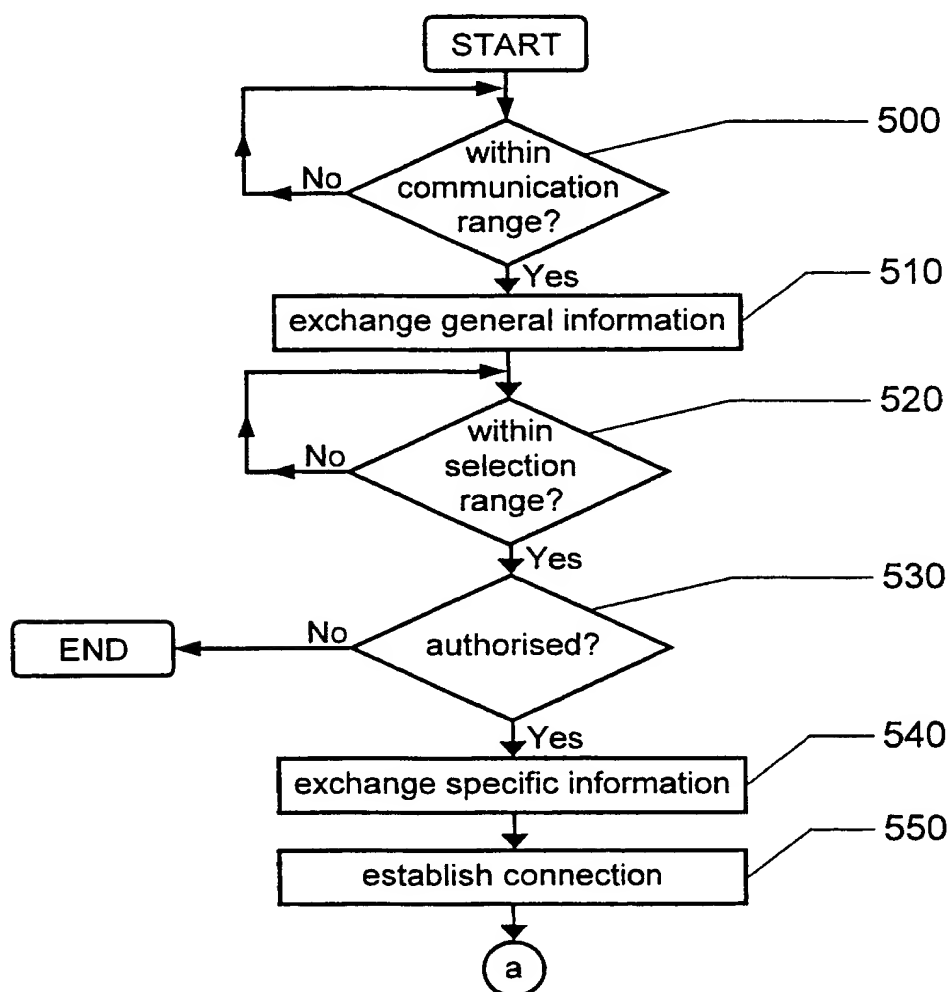 START
500
within
communication
range?
No
Yes
510
exchange general information
520
within
selection
range?
No
Yes
530
authorised?
No
END
Yes
540
exchange specific information
550
establish connection
a